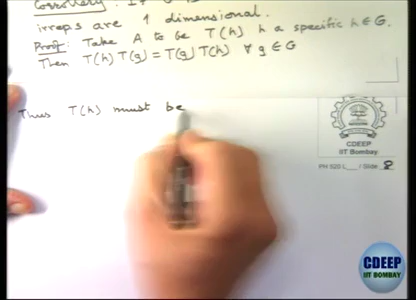 Corollary: If G
irreps are 1 dimensional.
Proof: Take A to be T(h) h a specific h ∈ G.
Then T(h) T(g) = T(g) T(h) ∀ g ∈ G
Thus T(h) must be
CDEEP
IIT Bombay
PH 520 L / Slide 8
CDEEP
IIT BOMBAY